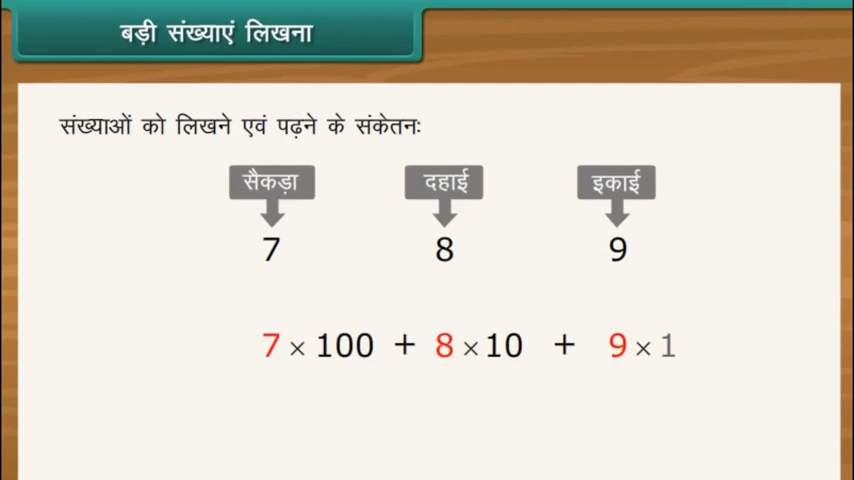 बड़ी संख्याएं लिखना
संख्याओं को लिखने एवं पढ़ने के संकेतनः
सैकड़ा दहाई इकाई
7 8 9
7 × 100 + 8 × 10 + 9 × 1